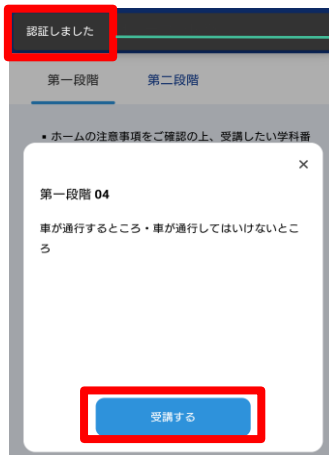 認証しました
第一段階 第二段階
▪ ホームの注意事項をご確認の上、受講したい学科番
×
第一段階 04
車が通行するところ・車が通行してはいけないとこ
ろ
受講する